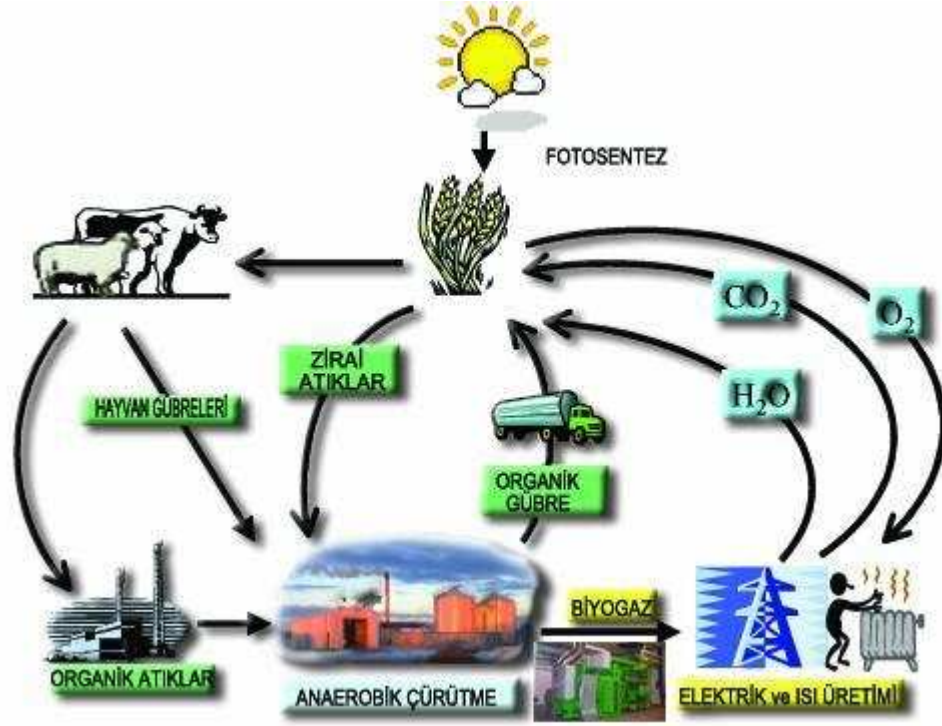 FOTOSENTEZ
CO₂
O₂
ZİRAİ
ATIKLAR
HAYVAN GÜBRELERİ
H₂O
ORGANİK
GÜBRE
BİYOGAZ
ORGANİK ATIKLAR
ANAEROBİK ÇÜRÜTME
ELEKTRİK ve ISI ÜRETİMİ